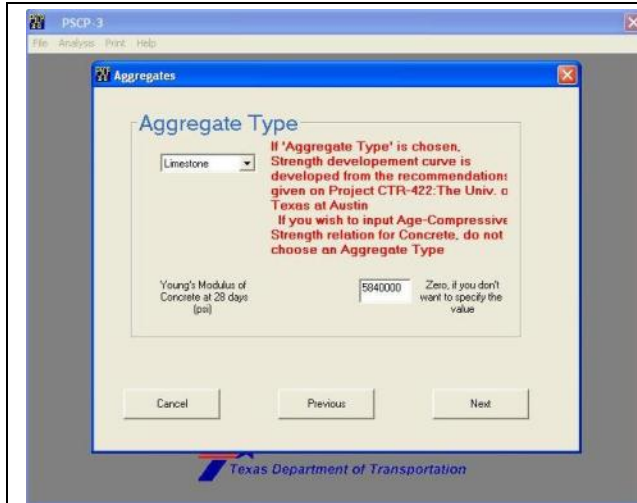 PSCP-3
File Analysis Print Help
Aggregates
Aggregate Type
Limestone
If 'Aggregate Type' is chosen,
Strength developement curve is
developed from the recommendations
given on Project CTR-422:The Univ. o
Texas at Austin
If you wish to input Age-Compressive
Strength relation for Concrete, do not
choose an Aggregate Type
Young's Modulus of
Concrete at 28 days
(psi)
5840000
Zero, if you don't
want to specify the
value
Cancel Previous Next
Texas Department of Transportation